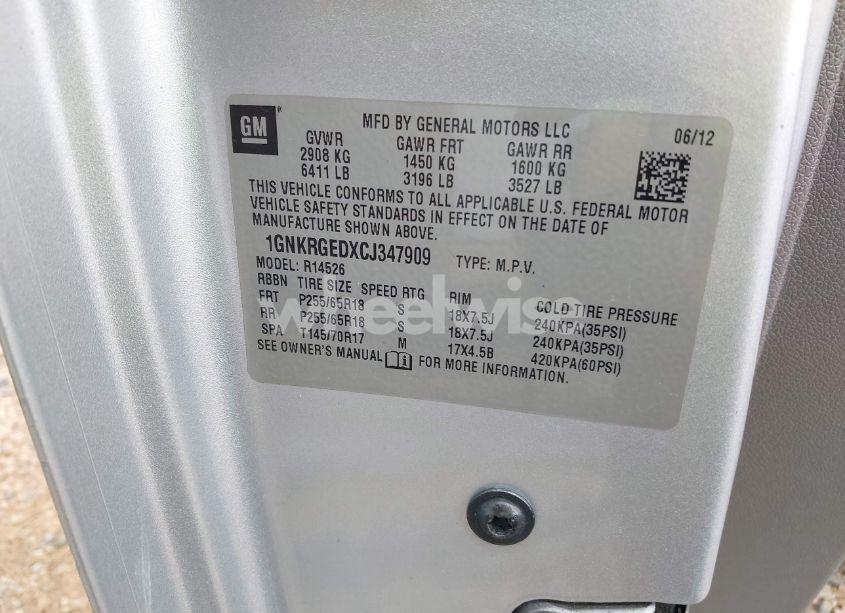 GM
MFD BY GENERAL MOTORS LLC 06/12
GVWR GAWR FRT GAWR RR
2908 KG 1450 KG 1600 KG
6411 LB 3196 LB 3527 LB
THIS VEHICLE CONFORMS TO ALL APPLICABLE U.S. FEDERAL MOTOR
VEHICLE SAFETY STANDARDS IN EFFECT ON THE DATE OF
MANUFACTURE SHOWN ABOVE.
1GNKRGEDXCJ347909 TYPE: M.P.V.
MODEL: R14526
RBBN TIRE SIZE SPEED RTG RIM COLD TIRE PRESSURE
FRT P255/65R18 S 18X7.5J 240KPA(35PSI)
RR P255/65R18 S 18X7.5J 240KPA(35PSI)
SPA T145/70R17 M 17X4.5B 420KPA(60PSI)
SEE OWNER'S MANUAL FOR MORE INFORMATION.
wheelwise